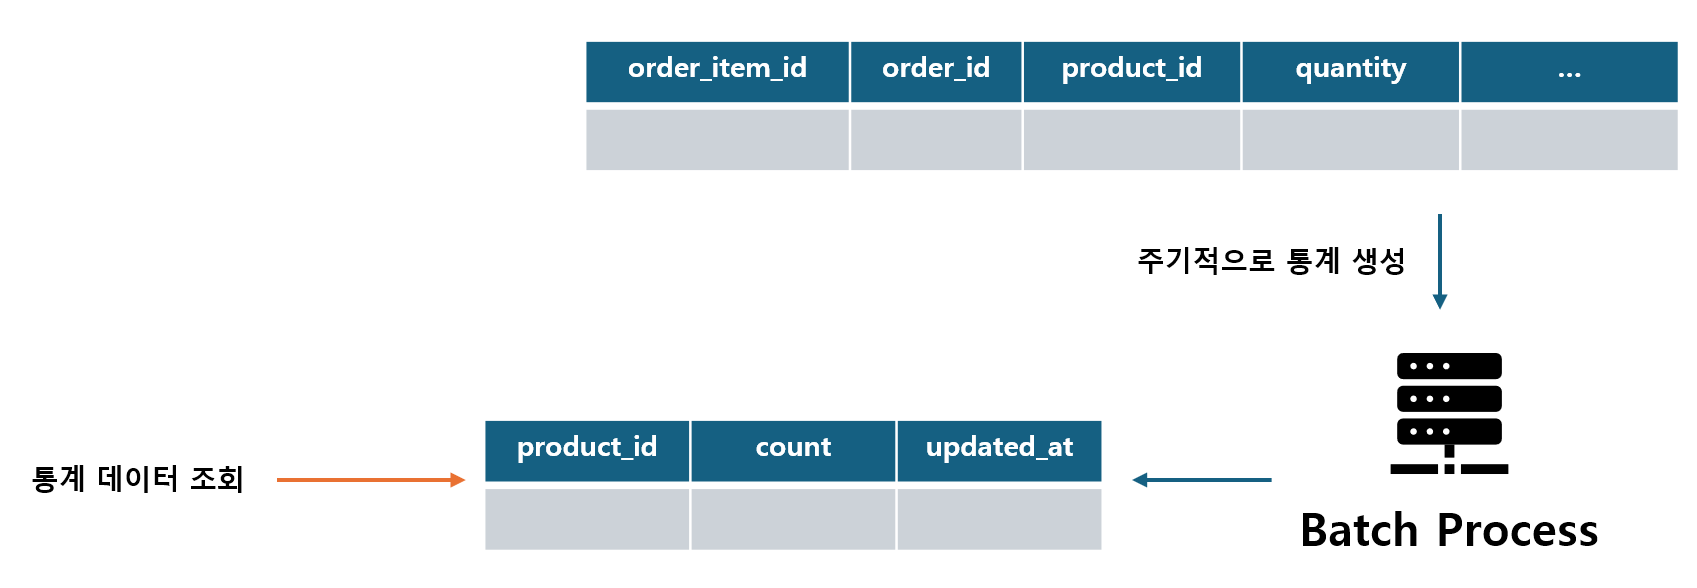 order_item_id order_id product_id quantity ...
주기적으로 통계 생성
product_id count updated_at
통계 데이터 조회
Batch Process